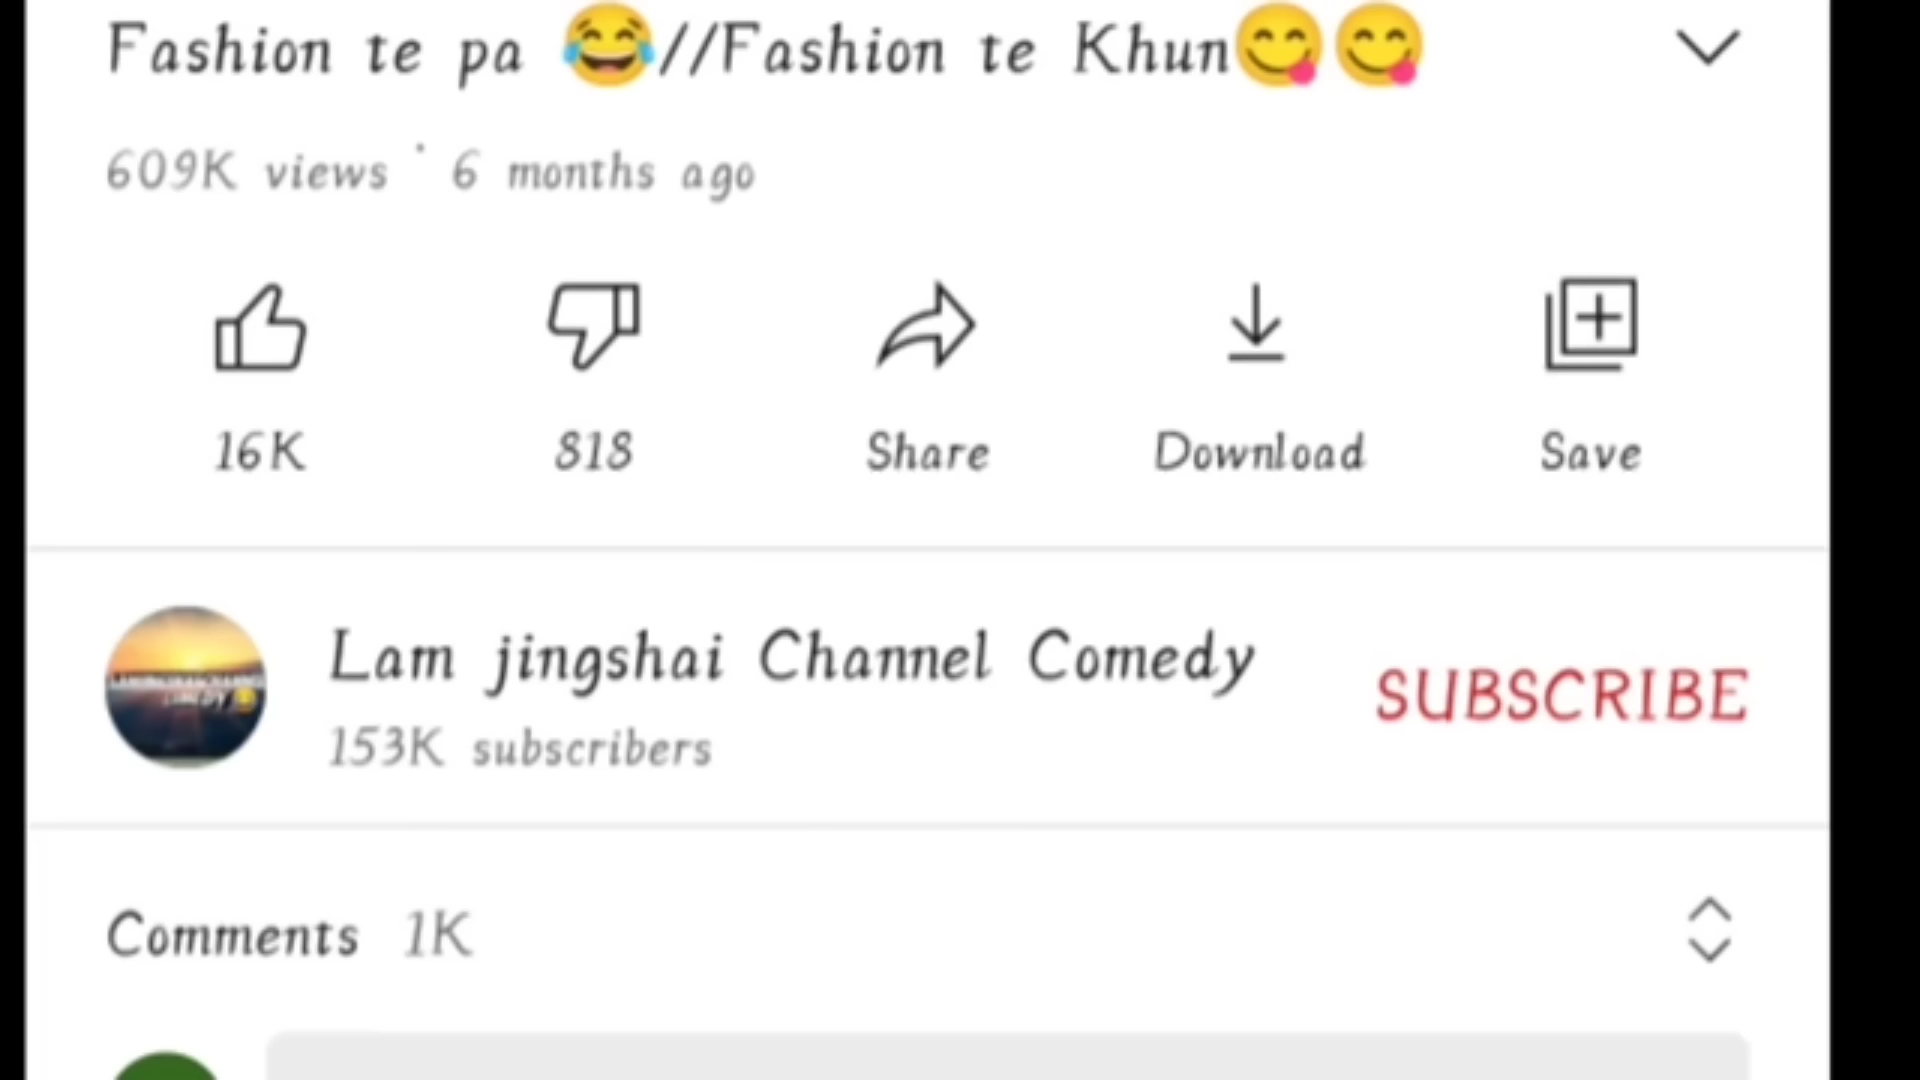 Fashion te pa 😂//Fashion te Khun😋😋
609K views · 6 months ago
16K 818 Share Download Save
Lam jingshai Channel Comedy
SUBSCRIBE
153K subscribers
Comments 1K